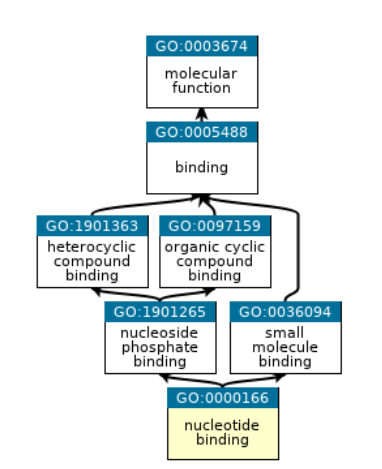 GO:0003674
molecular
function
GO:0005488
binding
GO:1901363
heterocyclic
compound
binding
GO:0097159
organic cyclic
compound
binding
GO:1901265
nucleoside
phosphate
binding
GO:0036094
small
molecule
binding
GO:0000166
nucleotide
binding